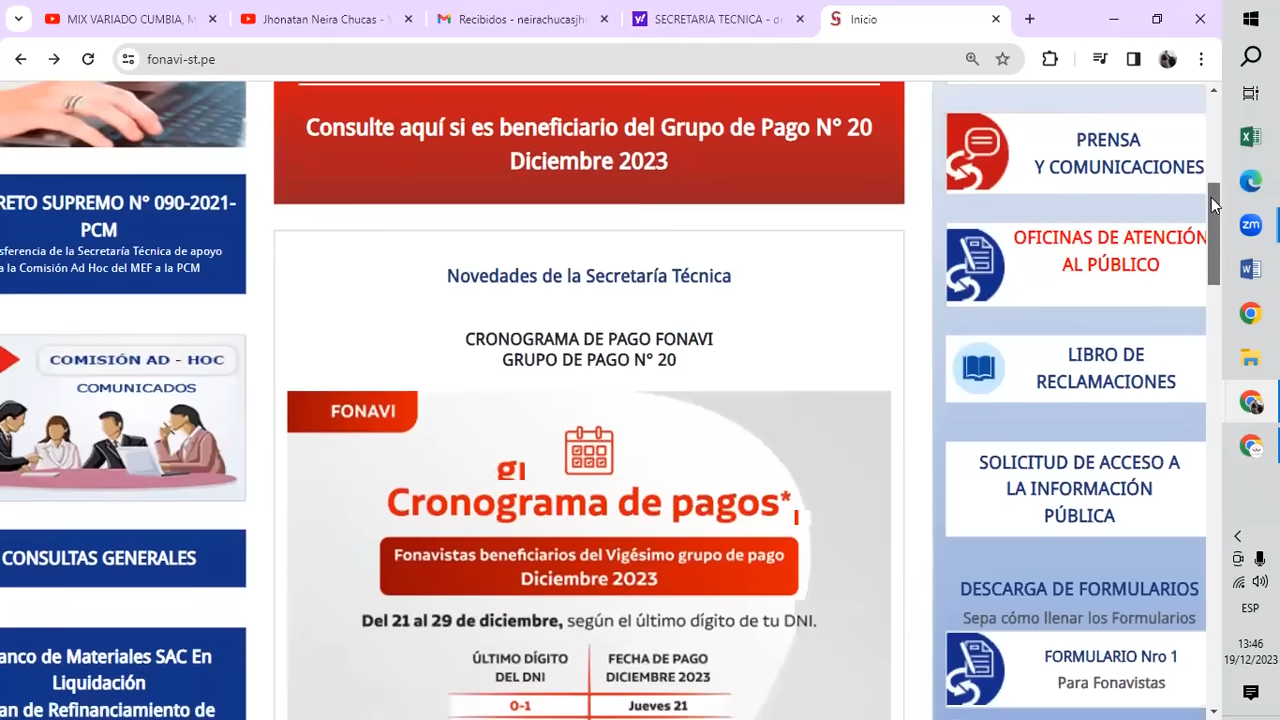 MIX VARIADO CUMBIA, M
Jhonatan Neira Chucas - Y
Recibidos - neirachucasjh
SECRETARIA TECNICA - de
Inicio
fonavi-st.pe
RETO SUPREMO N° 090-2021-
PCM
sferencia de la Secretaría Técnica de apoyo
a la Comisión Ad Hoc del MEF a la PCM
COMISIÓN AD - HOC
COMUNICADOS
CONSULTAS GENERALES
anco de Materiales SAC En
Liquidación
an de Refinanciamiento de
Consulte aquí si es beneficiario del Grupo de Pago N° 20
Diciembre 2023
Novedades de la Secretaría Técnica
CRONOGRAMA DE PAGO FONAVI
GRUPO DE PAGO N° 20
FONAVI
Cronograma de pagos*
Fonavistas beneficiarios del Vigésimo grupo de pago
Diciembre 2023
Del 21 al 29 de diciembre, según el último dígito de tu DNI.
ÚLTIMO DÍGITO
DEL DNI
FECHA DE PAGO
DICIEMBRE 2023
0-1
Jueves 21
PRENSA
Y COMUNICACIONES
OFICINAS DE ATENCIÓN
AL PÚBLICO
LIBRO DE
RECLAMACIONES
SOLICITUD DE ACCESO A
LA INFORMACIÓN
PÚBLICA
DESCARGA DE FORMULARIOS
Sepa cómo llenar los Formularios
FORMULARIO Nro 1
Para Fonavistas
zm
ESP
13:46
19/12/2023